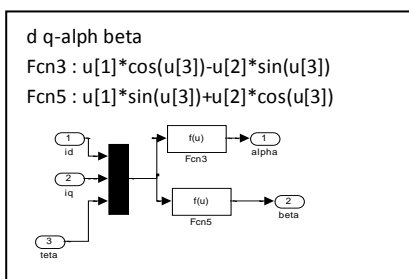 d q-alph beta
Fcn3 : u[1]*cos(u[3])-u[2]*sin(u[3])
Fcn5 : u[1]*sin(u[3])+u[2]*cos(u[3])
1
id
2
iq
3
teta
f(u)
Fcn3
1
alpha
f(u)
Fcn5
2
beta